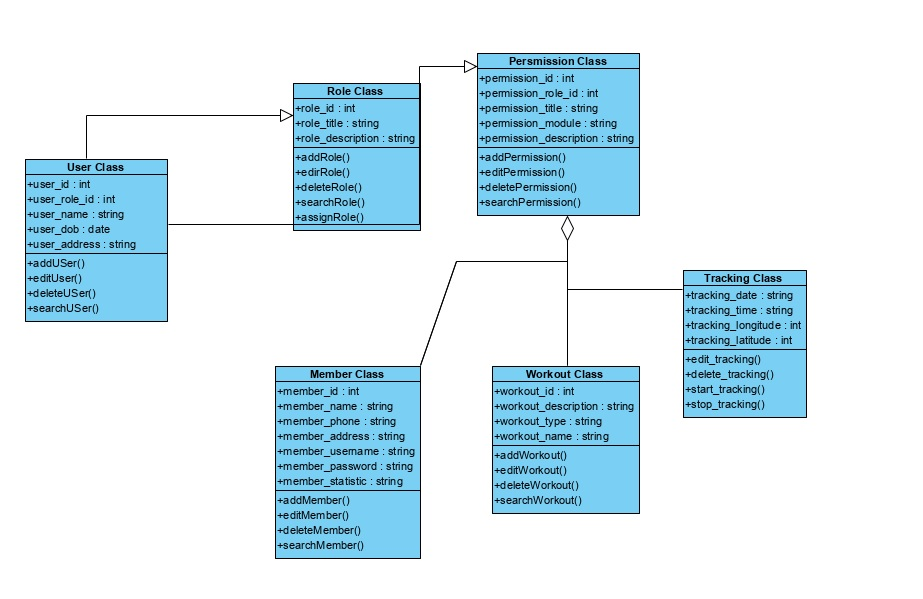 Role Class
+role_id : int
+role_title : string
+role_description : string
+addRole()
+edirRole()
+deleteRole()
+searchRole()
+assignRole()
Persmission Class
+permission_id : int
+permission_role_id : int
+permission_title : string
+permission_module : string
+permission_description : string
+addPermission()
+editPermission()
+deletePermission()
+searchPermission()
User Class
+user_id : int
+user_role_id : int
+user_name : string
+user_dob : date
+user_address : string
+addUSer()
+editUser()
+deleteUSer()
+searchUSer()
Tracking Class
+tracking_date : string
+tracking_time : string
+tracking_longitude : int
+tracking_latitude : int
+edit_tracking()
+delete_tracking()
+start_tracking()
+stop_tracking()
Member Class
+member_id : int
+member_name : string
+member_phone : string
+member_address : string
+member_username : string
+member_password : string
+member_statistic : string
+addMember()
+editMember()
+deleteMember()
+searchMember()
Workout Class
+workout_id : int
+workout_description : string
+workout_type : string
+workout_name : string
+addWorkout()
+editWorkout()
+deleteWorkout()
+searchWorkout()